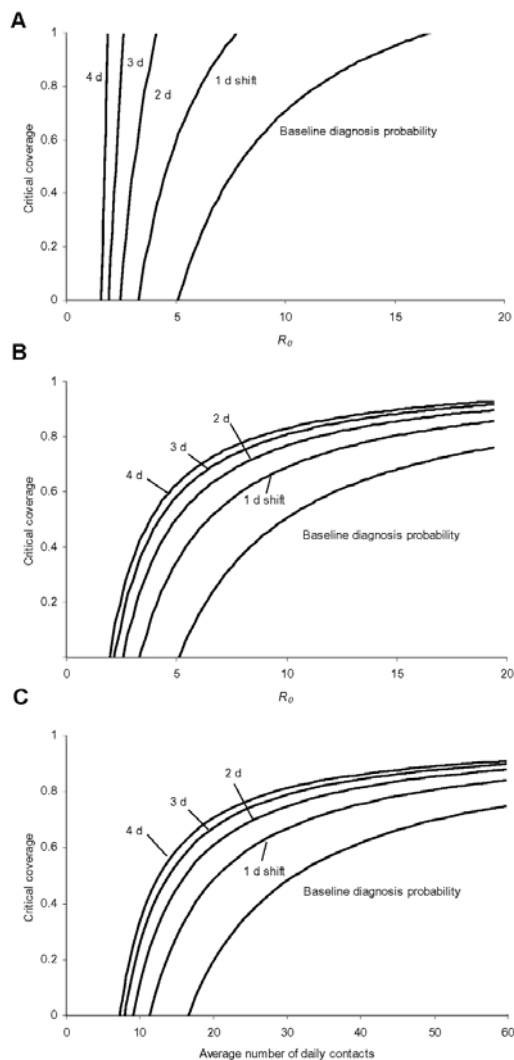 A
1
0.8
0.6
0.4
0.2
0
Critical coverage
4 d
3 d
2 d
1 d shift
Baseline diagnosis probability
0
5
10
15
20
R0
B
1
0.8
0.6
0.4
0.2
0
Critical coverage
4 d
3 d
2 d
1 d shift
Baseline diagnosis probability
0
5
10
15
20
R0
C
1
0.8
0.6
0.4
0.2
0
Critical coverage
4 d
3 d
2 d
1 d shift
Baseline diagnosis probability
0
10
20
30
40
50
60
Average number of daily contacts